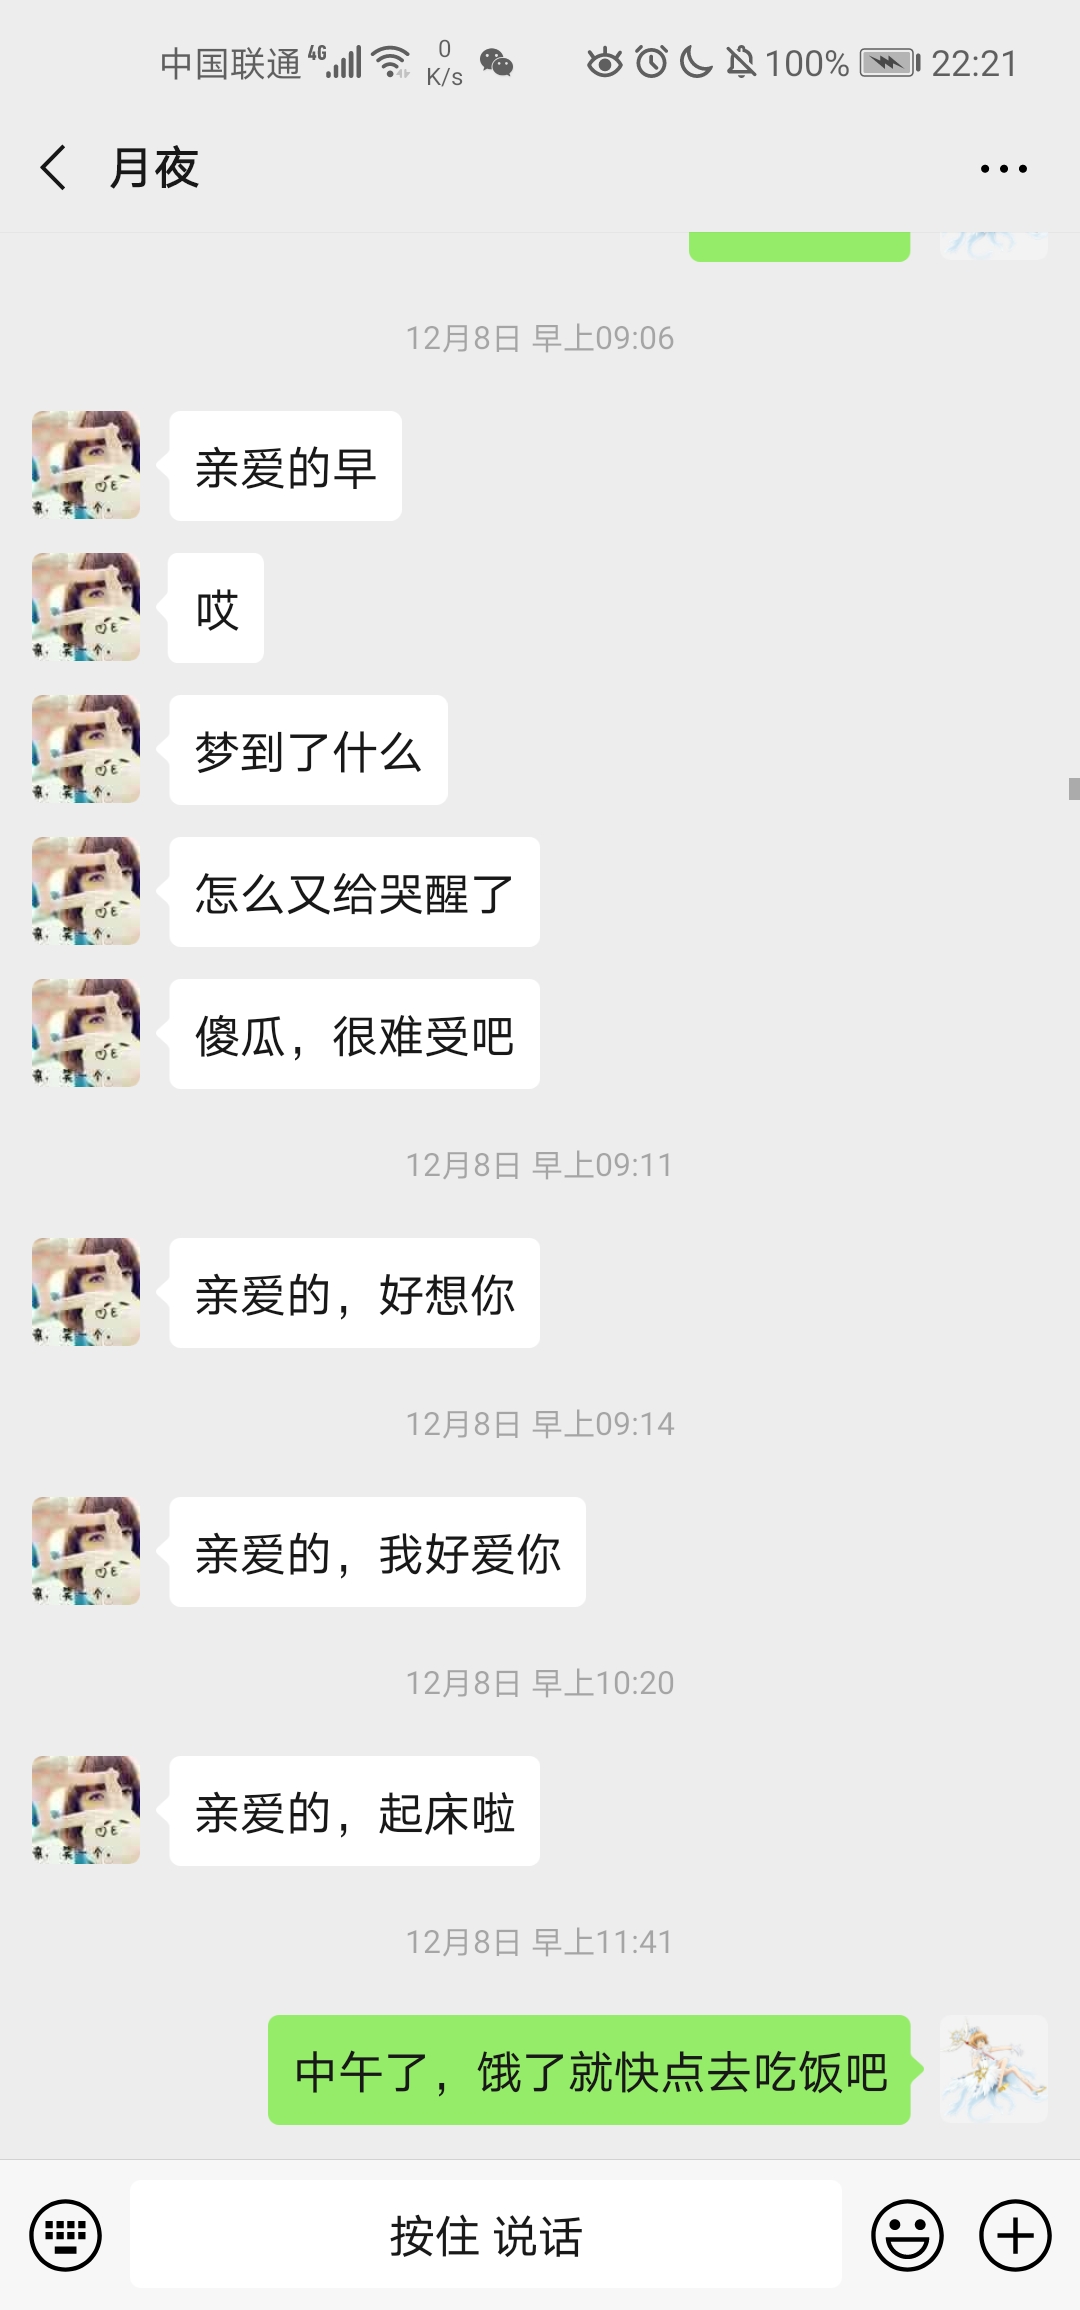 中国联通 4G 0 K/s 100% 22:21
月夜
12月8日 早上09:06
亲爱的早
哎
梦到了什么
怎么又给哭醒了
傻瓜，很难受吧
12月8日 早上09:11
亲爱的，好想你
12月8日 早上09:14
亲爱的，我好爱你
12月8日 早上10:20
亲爱的，起床啦
12月8日 早上11:41
中午了，饿了就快点去吃饭吧
按住 说话